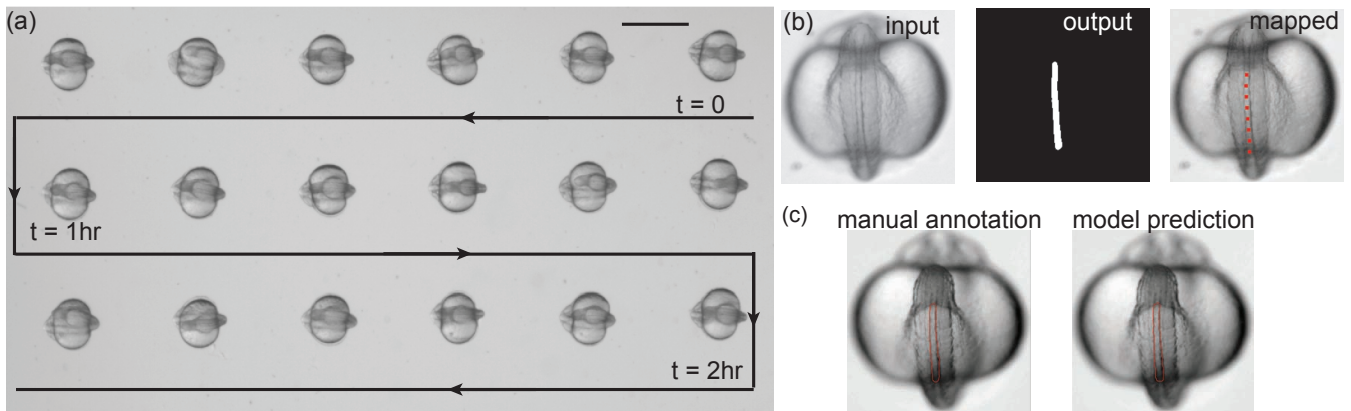 (a)
t = 0
t = 1hr
t = 2hr
(b)
input
output
mapped
(c)
manual annotation
model prediction